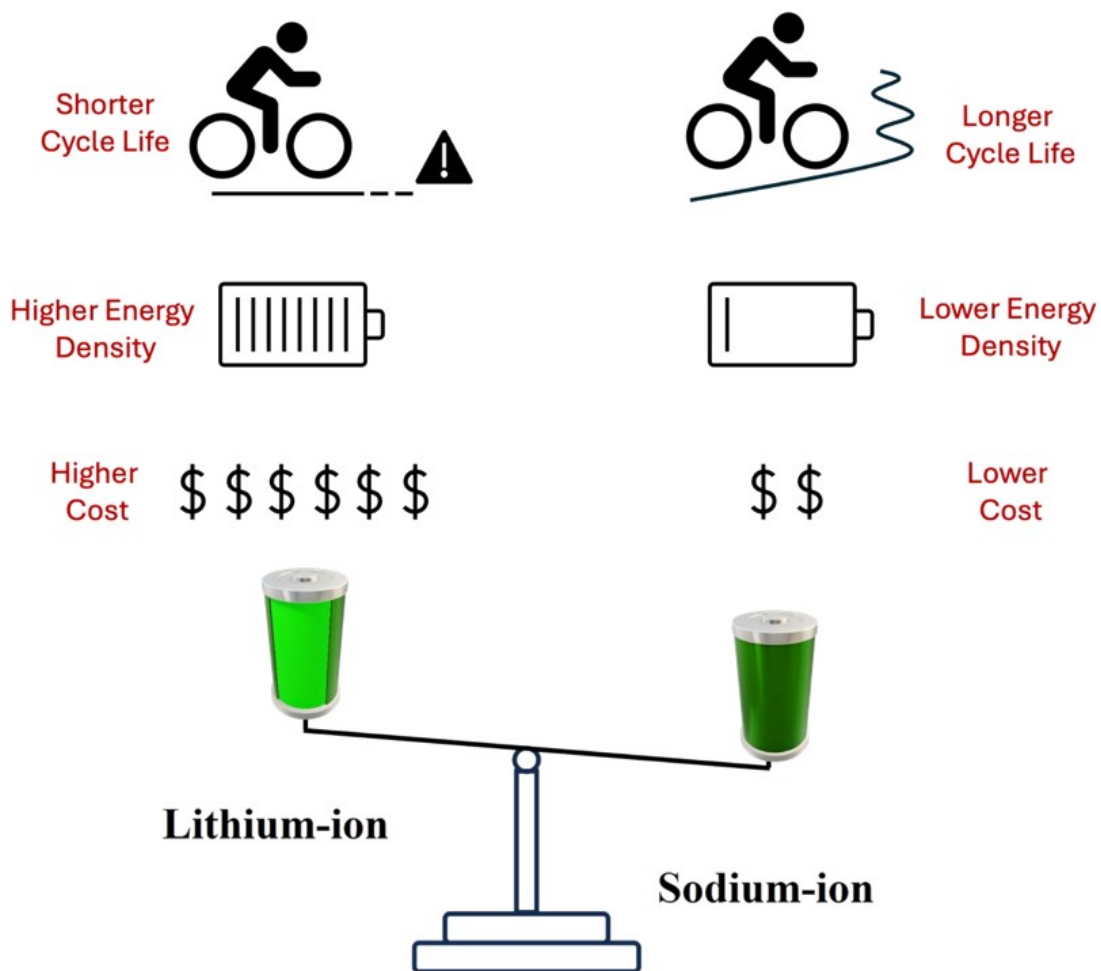 Shorter
Cycle Life
Longer
Cycle Life
Higher Energy
Density
Lower Energy
Density
Higher
Cost
$ $ $ $ $ $
$ $
Lower
Cost
Lithium-ion
Sodium-ion